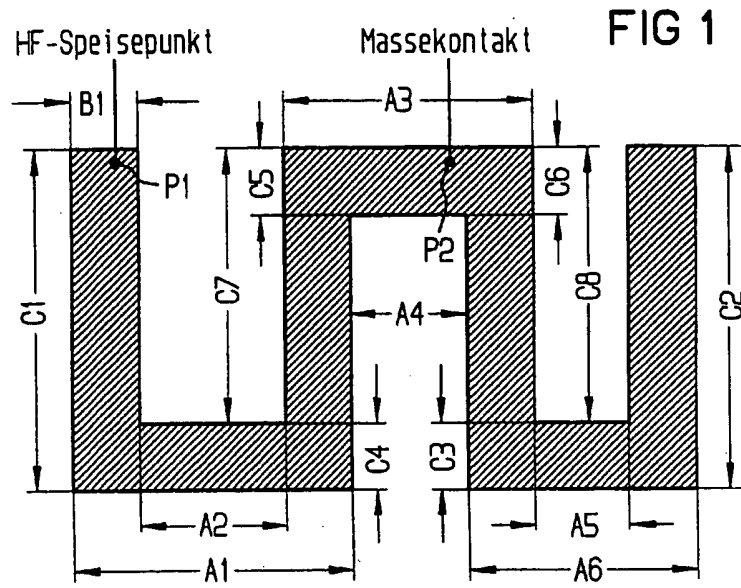 FIG 1
HF-Speisepunkt
Massekontakt
B1
A3
P1
C5
C6
P2
C1
C7
A4
C8
C2
C4
C3
A2
A5
A1
A6